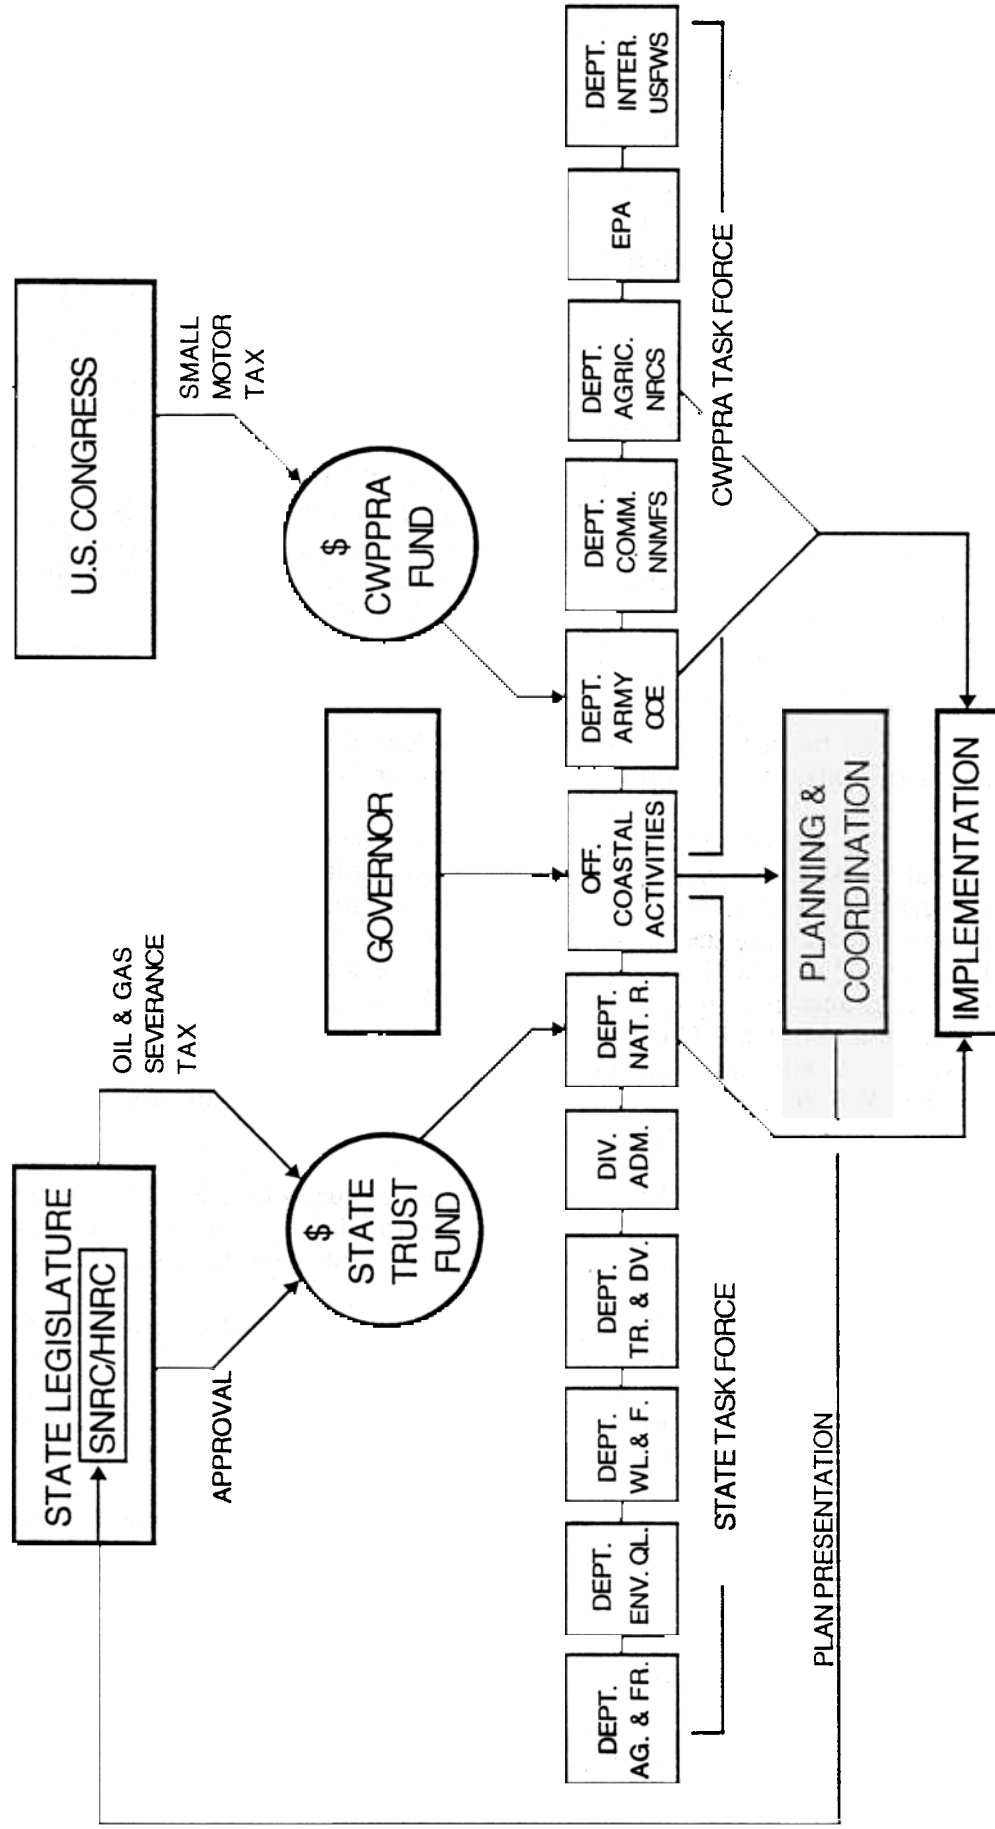 STATE LEGISLATURE
SNRC/HNRC
U.S. CONGRESS
APPROVAL
OIL & GAS
SEVERANCE
TAX
SMALL
MOTOR
TAX
$
STATE
TRUST
FUND
GOVERNOR
$
CWPPRA
FUND
DEPT.
AG. & FR.
DEPT.
ENV. QL.
DEPT.
WL.& F.
DEPT.
TR. & DV.
DIV.
ADM.
DEPT.
NAT. R.
OFF.
COASTAL
ACTIVITIES
DEPT.
ARMY
COE
DEPT.
COMM.
NNMFS
DEPT.
AGRIC.
NRCS
EPA
DEPT.
INTER.
USFWS
STATE TASK FORCE
CWPPRA TASK FORCE
PLAN PRESENTATION
PLANNING &
COORDINATION
IMPLEMENTATION